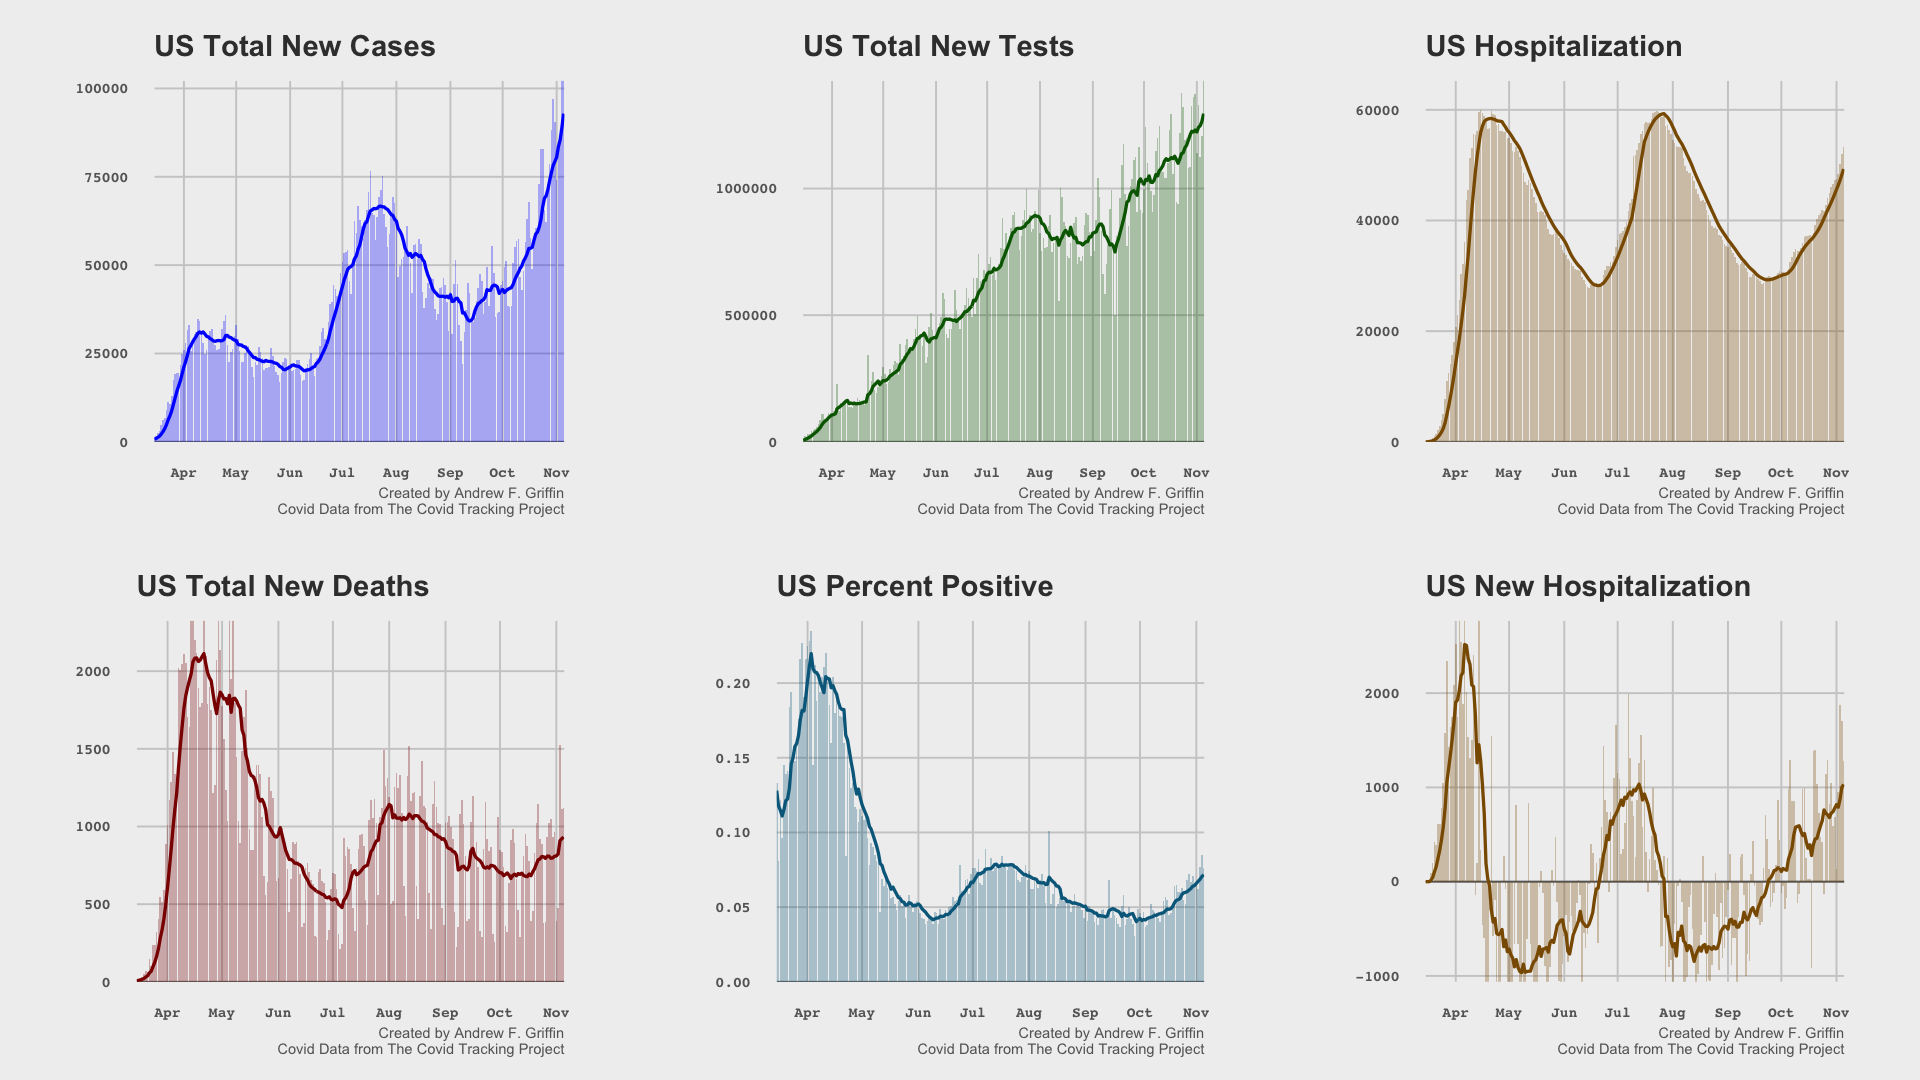 US Total New Cases
100000
75000
50000
25000
0
Apr May Jun Jul Aug Sep Oct Nov
Created by Andrew F. Griffin
Covid Data from The Covid Tracking Project
US Total New Tests
1000000
500000
0
Apr May Jun Jul Aug Sep Oct Nov
Created by Andrew F. Griffin
Covid Data from The Covid Tracking Project
US Hospitalization
60000
40000
20000
0
Apr May Jun Jul Aug Sep Oct Nov
Created by Andrew F. Griffin
Covid Data from The Covid Tracking Project
US Total New Deaths
2000
1500
1000
500
0
Apr May Jun Jul Aug Sep Oct Nov
Created by Andrew F. Griffin
Covid Data from The Covid Tracking Project
US Percent Positive
0.20
0.15
0.10
0.05
0.00
Apr May Jun Jul Aug Sep Oct Nov
Created by Andrew F. Griffin
Covid Data from The Covid Tracking Project
US New Hospitalization
2000
1000
0
-1000
Apr May Jun Jul Aug Sep Oct Nov
Created by Andrew F. Griffin
Covid Data from The Covid Tracking Project